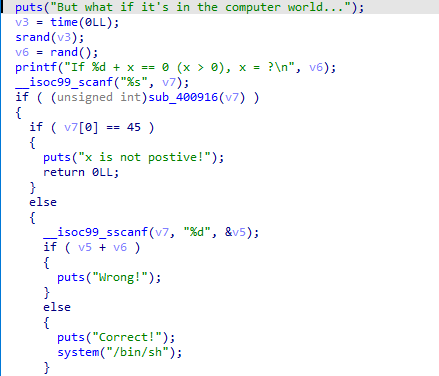 puts("But what if it's in the computer world...");
v3 = time(0LL);
srand(v3);
v6 = rand();
printf("If %d + x == 0 (x > 0), x = ?\n", v6);
__isoc99_scanf("%s", v7);
if ( (unsigned int)sub_400916(v7) )
{
if ( v7[0] == 45 )
{
puts("x is not postive!");
return 0LL;
}
else
{
__isoc99_sscanf(v7, "%d", &v5);
if ( v5 + v6 )
{
puts("Wrong!");
}
else
{
puts("Correct!");
system("/bin/sh");
}